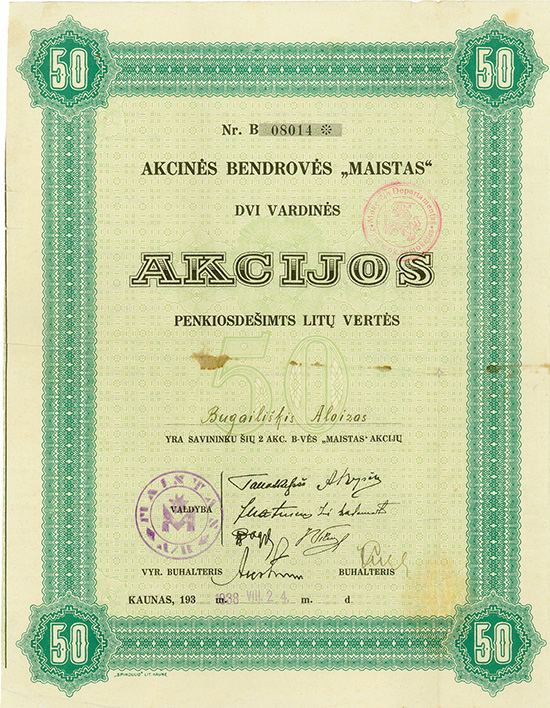 50 50
Nr. B 08014 ※
AKCINĖS BENDROVĖS „MAISTAS“
DVI VARDINĖS
AKCIJOS
PENKIOSDEŠIMTS LITŲ VERTĖS
50
Bugailiškis Aloizas
YRA SAVININKU ŠIŲ 2 AKC. B-VĖS „MAISTAS“ AKCIJŲ
MAISTAS
VALDYBA
M
A/B
VYR. BUHALTERIS BUHALTERIS
KAUNAS, 193 m. 1938 VIII. 2 4. m. d.
50 50
„SPINDULIO“ LIT. KAUNE